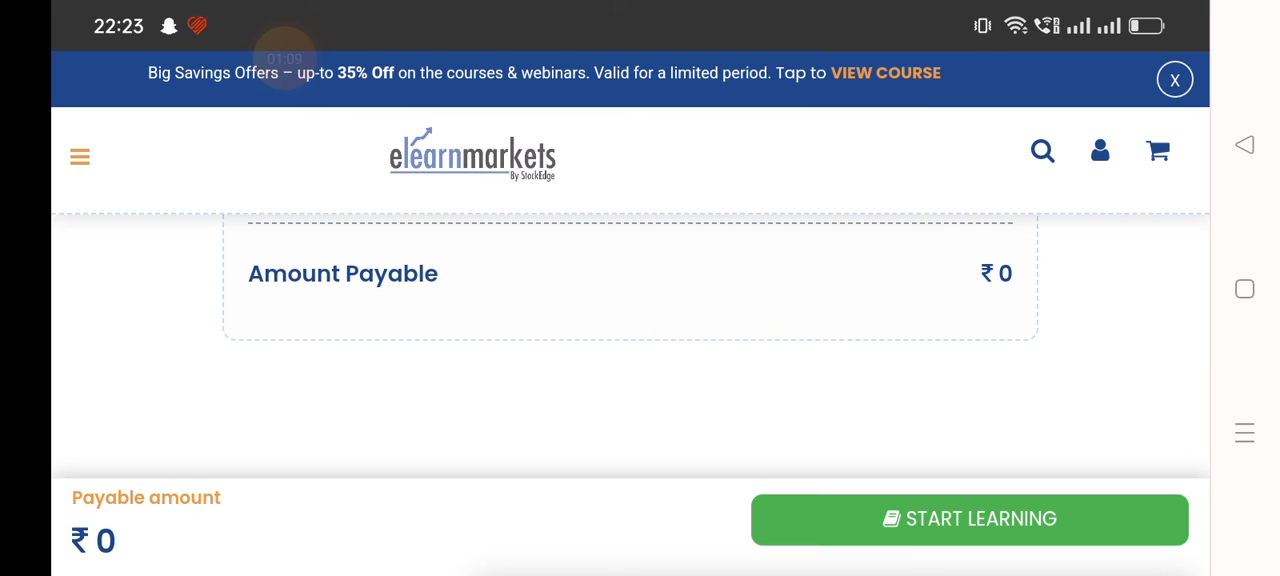 22:23
01:09
Big Savings Offers – up-to 35% Off on the courses & webinars. Valid for a limited period. Tap to VIEW COURSE
X
elearnmarkets
By StockEdge
Amount Payable ₹ 0
Payable amount
₹ 0
START LEARNING